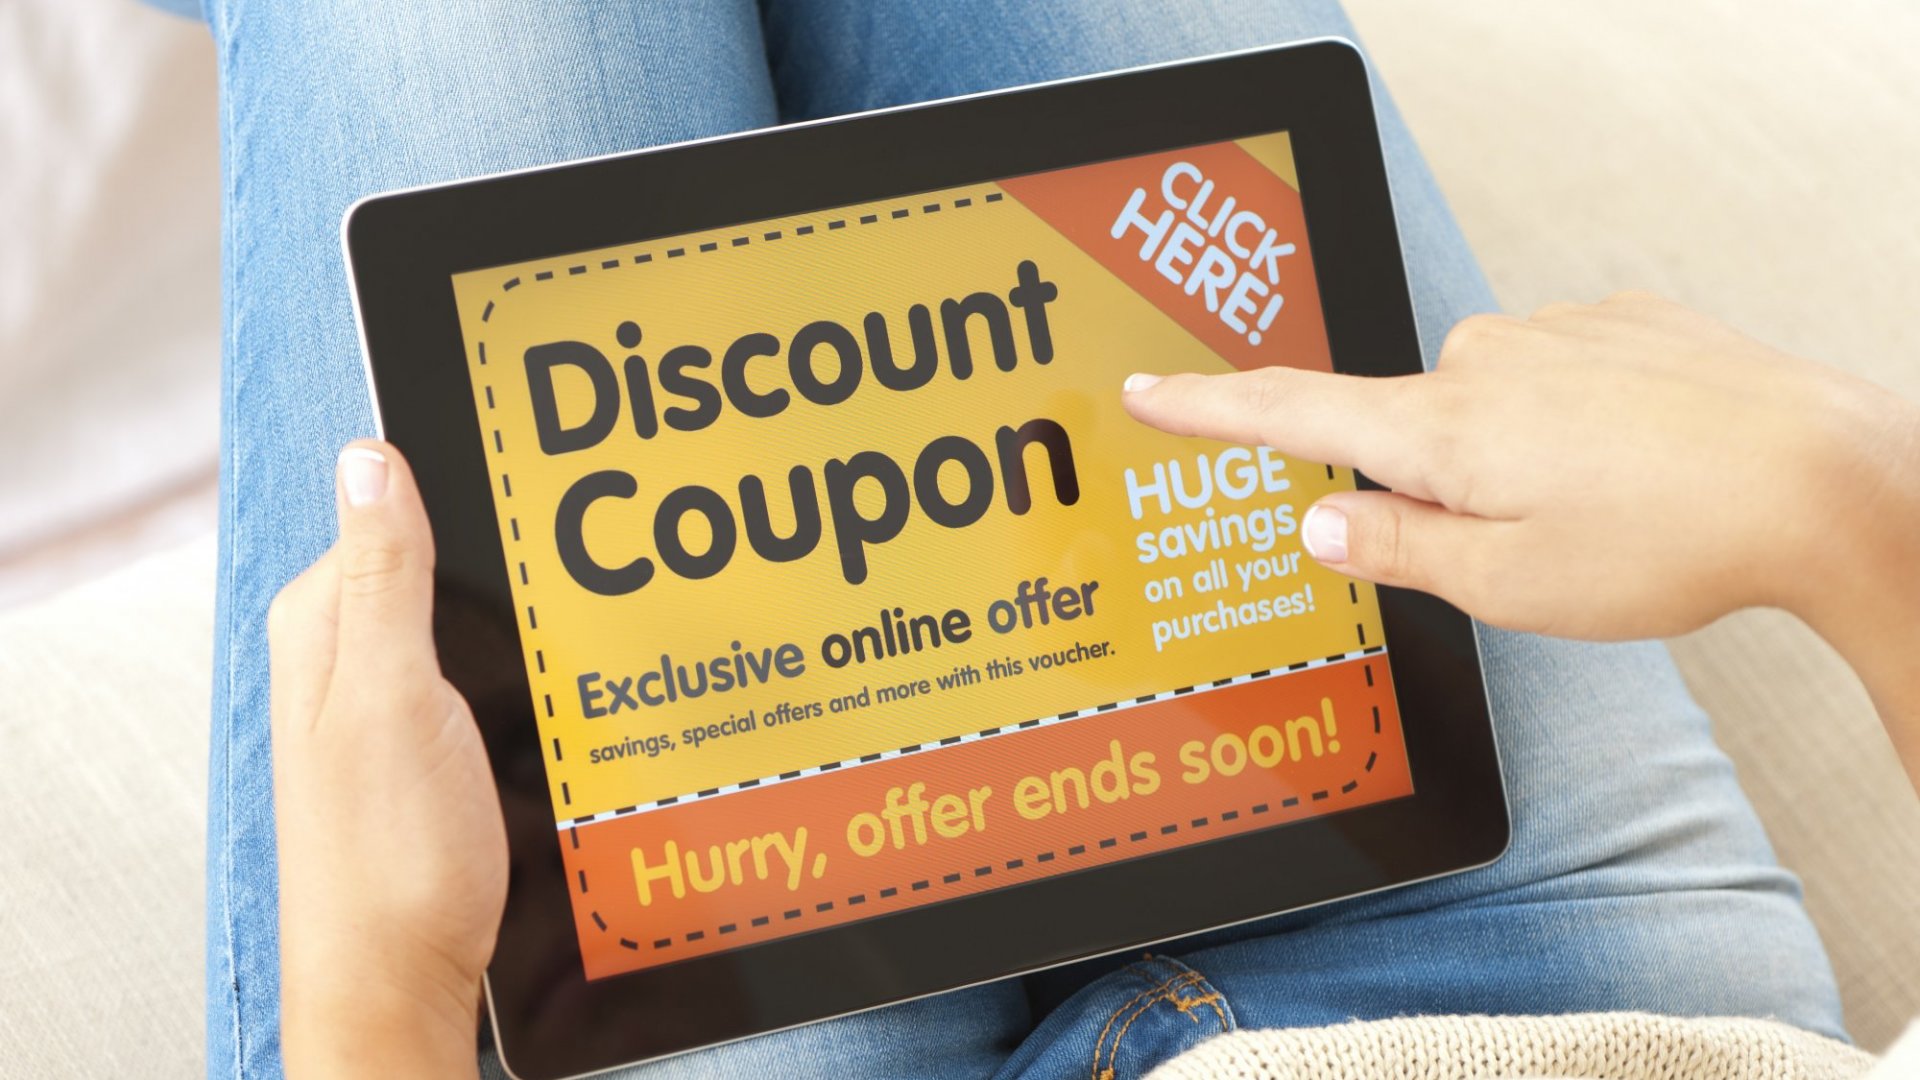 CLICK
HERE!
Discount
Coupon
HUGE
savings
on all your
purchases!
Exclusive online offer
savings, special offers and more with this voucher.
Hurry, offer ends soon!